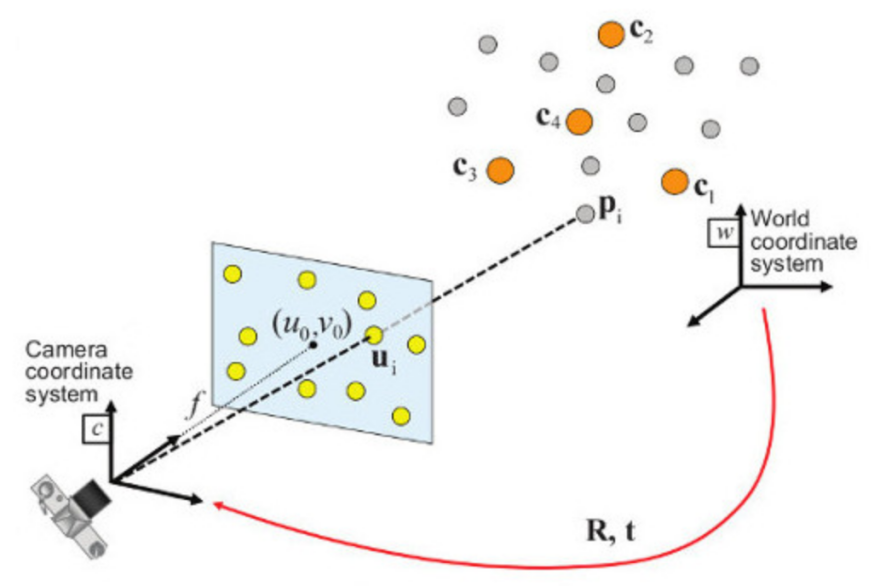 c₂
c₄
c₃
c₁
pᵢ
w
World
coordinate
system
(u₀,v₀)
uᵢ
Camera
coordinate
system
f
c
R, t